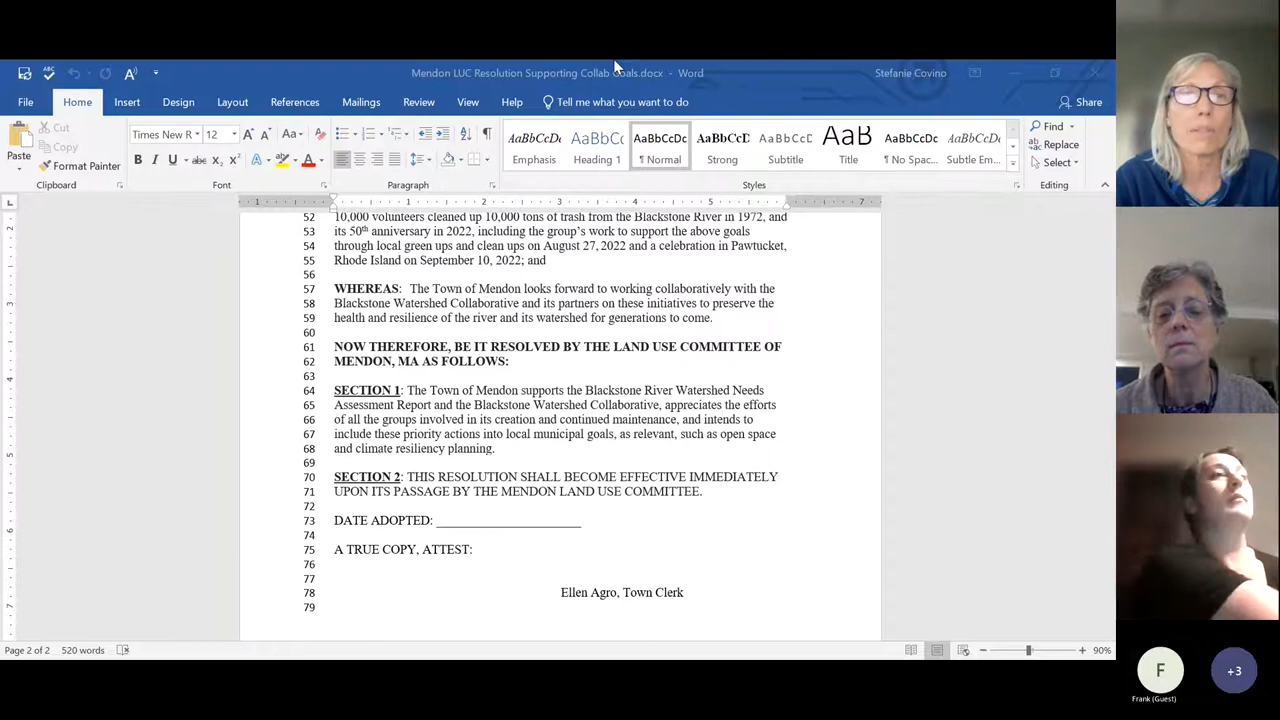 Mendon LUC Resolution Supporting Collab Goals.docx - Word
Stefanie Covino
File Home Insert Design Layout References Mailings Review View Help Tell me what you want to do Share
Paste
Cut
Copy
Format Painter
Clipboard
Times New R 12
Font
Paragraph
AaBbCcDc Emphasis
AaBbCc Heading 1
AaBbCcDc ¶ Normal
AaBbCcD Strong
AaBbCcDc Subtitle
AaB Title
AaBbCcDc ¶ No Spac...
AaBbCcDc Subtle Em...
Styles
Find
Replace
Select
Editing
1 1 2 3 4 5 6 7
52 10,000 volunteers cleaned up 10,000 tons of trash from the Blackstone River in 1972, and
53 its 50th anniversary in 2022, including the group's work to support the above goals
54 through local green ups and clean ups on August 27, 2022 and a celebration in Pawtucket,
55 Rhode Island on September 10, 2022; and
56
57 WHEREAS: The Town of Mendon looks forward to working collaboratively with the
58 Blackstone Watershed Collaborative and its partners on these initiatives to preserve the
59 health and resilience of the river and its watershed for generations to come.
60
61 NOW THEREFORE, BE IT RESOLVED BY THE LAND USE COMMITTEE OF
62 MENDON, MA AS FOLLOWS:
63
64 SECTION 1: The Town of Mendon supports the Blackstone River Watershed Needs
65 Assessment Report and the Blackstone Watershed Collaborative, appreciates the efforts
66 of all the groups involved in its creation and continued maintenance, and intends to
67 include these priority actions into local municipal goals, as relevant, such as open space
68 and climate resiliency planning.
69
70 SECTION 2: THIS RESOLUTION SHALL BECOME EFFECTIVE IMMEDIATELY
71 UPON ITS PASSAGE BY THE MENDON LAND USE COMMITTEE.
72
73 DATE ADOPTED: _______________________
74
75 A TRUE COPY, ATTEST:
76
77
78 Ellen Agro, Town Clerk
79
Page 2 of 2 520 words
90%
F
Frank (Guest)
+3